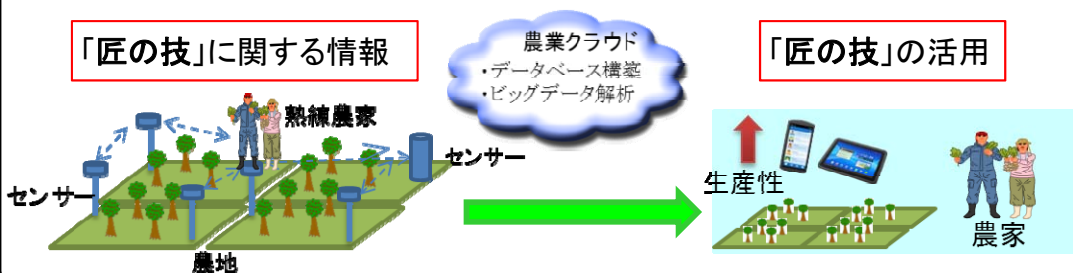 「匠の技」に関する情報
農業クラウド
・データベース構築
・ビッグデータ解析
「匠の技」の活用
熟練農家
センサー
センサー
農地
生産性
農家